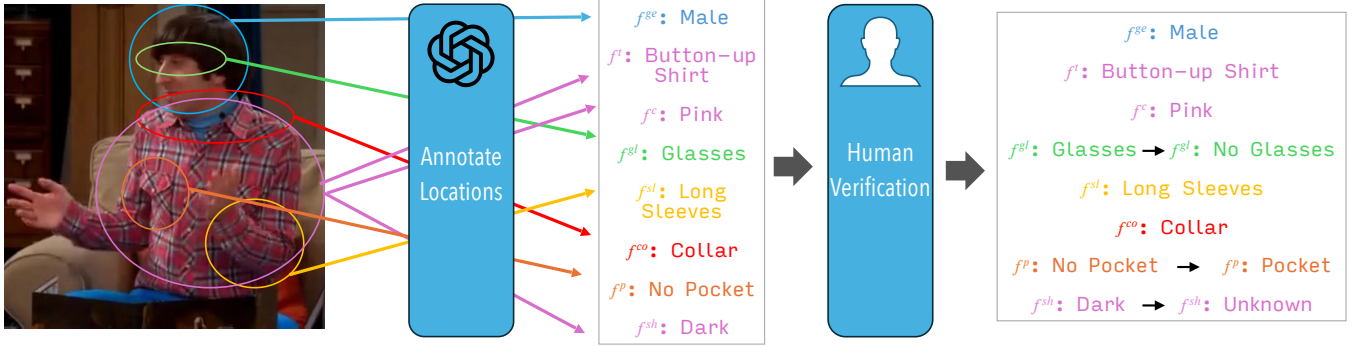 Annotate
Locations
f^ge: Male
f^t: Button-up
Shirt
f^c: Pink
f^gl: Glasses
f^sl: Long
Sleeves
f^co: Collar
f^p: No Pocket
f^sh: Dark
Human
Verification
f^ge: Male
f^t: Button-up Shirt
f^c: Pink
f^gl: Glasses → f^gl: No Glasses
f^sl: Long Sleeves
f^co: Collar
f^p: No Pocket → f^p: Pocket
f^sh: Dark → f^sh: Unknown